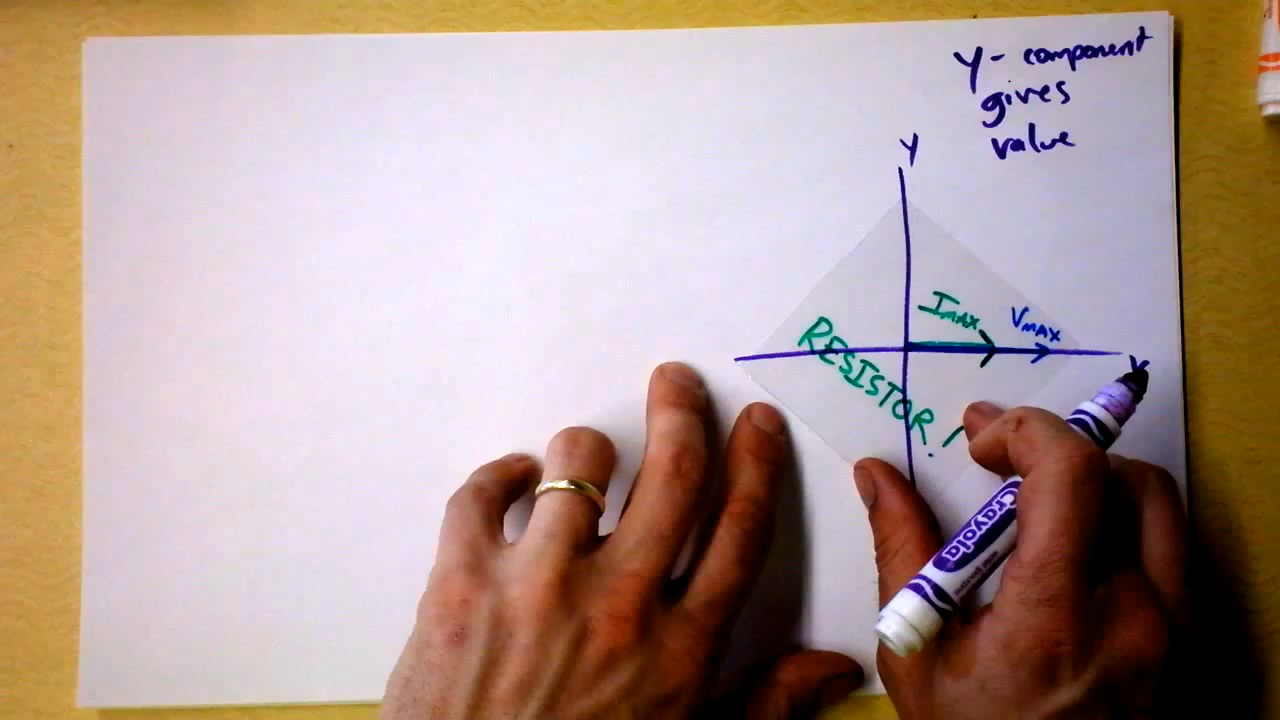 Y- component
gives
value
Y
IMAX
VMAX
RESISTOR!
Crayola